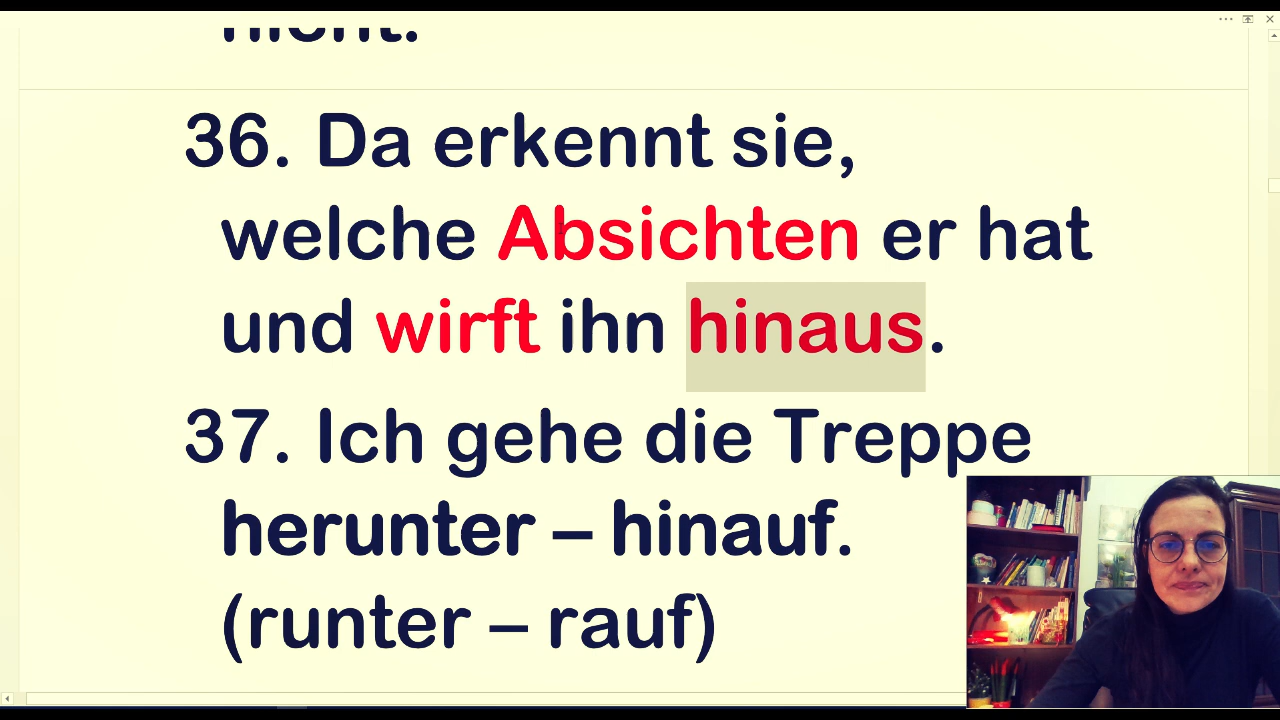 nicht.
36. Da erkennt sie,
welche Absichten er hat
und wirft ihn hinaus.
37. Ich gehe die Treppe
herunter – hinauf.
(runter – rauf)